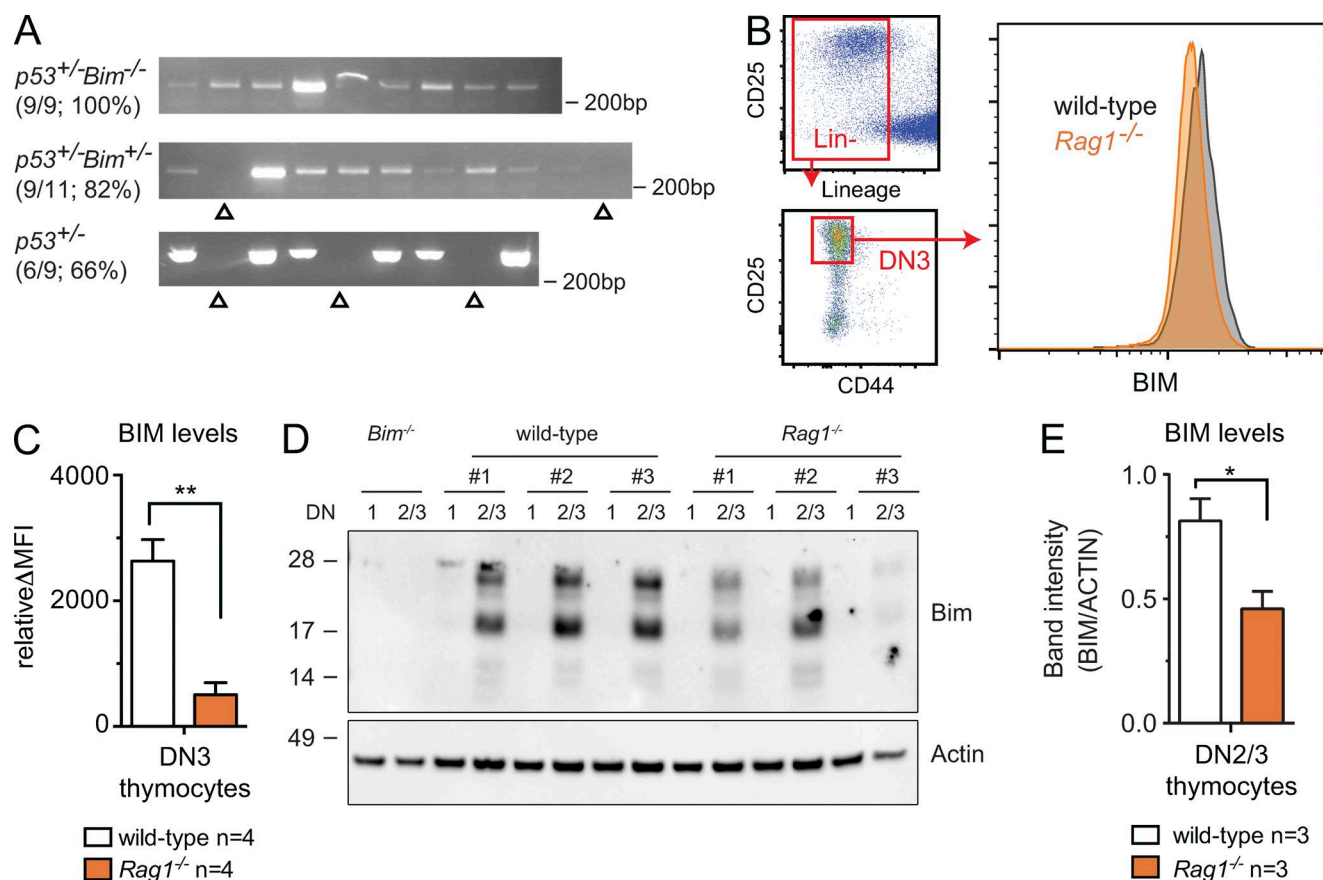 A
p53+/-Bim-/-
(9/9; 100%)
– 200bp
p53+/-Bim+/-
(9/11; 82%)
– 200bp
p53+/-
(6/9; 66%)
– 200bp
B
CD25
Lin-
Lineage
CD25
DN3
CD44
wild-type
Rag1-/-
BIM
C
BIM levels
relativeΔMFI
4000
2000
0
**
DN3
thymocytes
wild-type n=4
Rag1-/- n=4
D
Bim-/- wild-type Rag1-/-
#1 #2 #3 #1 #2 #3
DN 1 2/3 1 2/3 1 2/3 1 2/3 1 2/3 1 2/3 1 2/3
28 –
17 –
14 –
Bim
49 –
Actin
E
BIM levels
Band intensity
(BIM/ACTIN)
1.0
0.5
0.0
*
DN2/3
thymocytes
wild-type n=3
Rag1-/- n=3